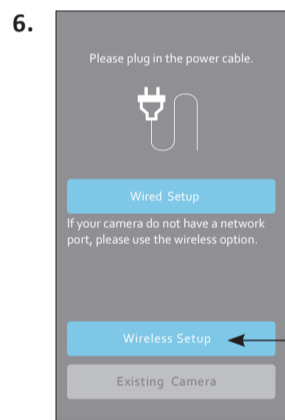 6.
Please plug in the power cable.
Wired Setup
If your camera do not have a network
port, please use the wireless option.
Wireless Setup
Existing Camera